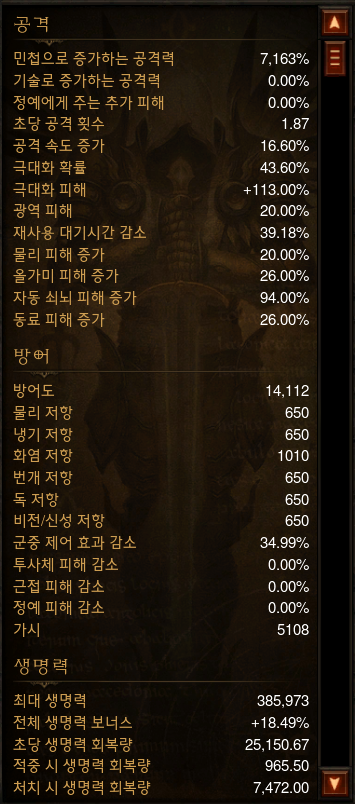 공격
민첩으로 증가하는 공격력 7,163%
기술로 증가하는 공격력 0.00%
정예에게 주는 추가 피해 0.00%
초당 공격 횟수 1.87
공격 속도 증가 16.60%
극대화 확률 43.60%
극대화 피해 +113.00%
광역 피해 20.00%
재사용 대기시간 감소 39.18%
물리 피해 증가 20.00%
올가미 피해 증가 26.00%
자동 쇠뇌 피해 증가 94.00%
동료 피해 증가 26.00%
방어
방어도 14,112
물리 저항 650
냉기 저항 650
화염 저항 1010
번개 저항 650
독 저항 650
비전/신성 저항 650
군중 제어 효과 감소 34.99%
투사체 피해 감소 0.00%
근접 피해 감소 0.00%
정예 피해 감소 0.00%
가시 5108
생명력
최대 생명력 385,973
전체 생명력 보너스 +18.49%
초당 생명력 회복량 25,150.67
적중 시 생명력 회복량 965.50
처치 시 생명력 회복량 7,472.00